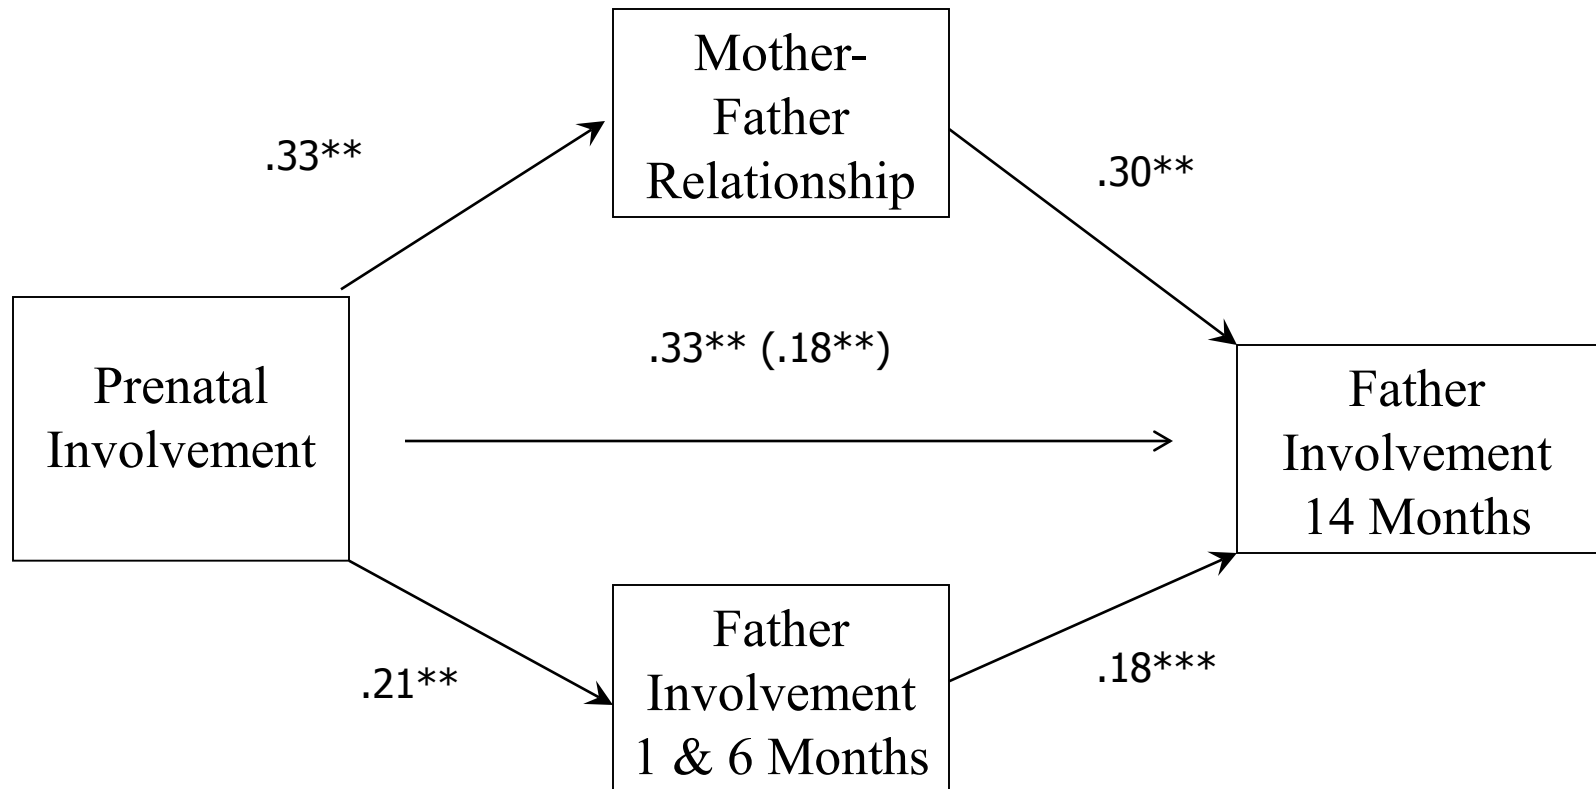 Mother-
Father
Relationship
.33**
.30**
.33** (.18**)
Prenatal
Involvement
Father
Involvement
14 Months
.21**
.18***
Father
Involvement
1 & 6 Months